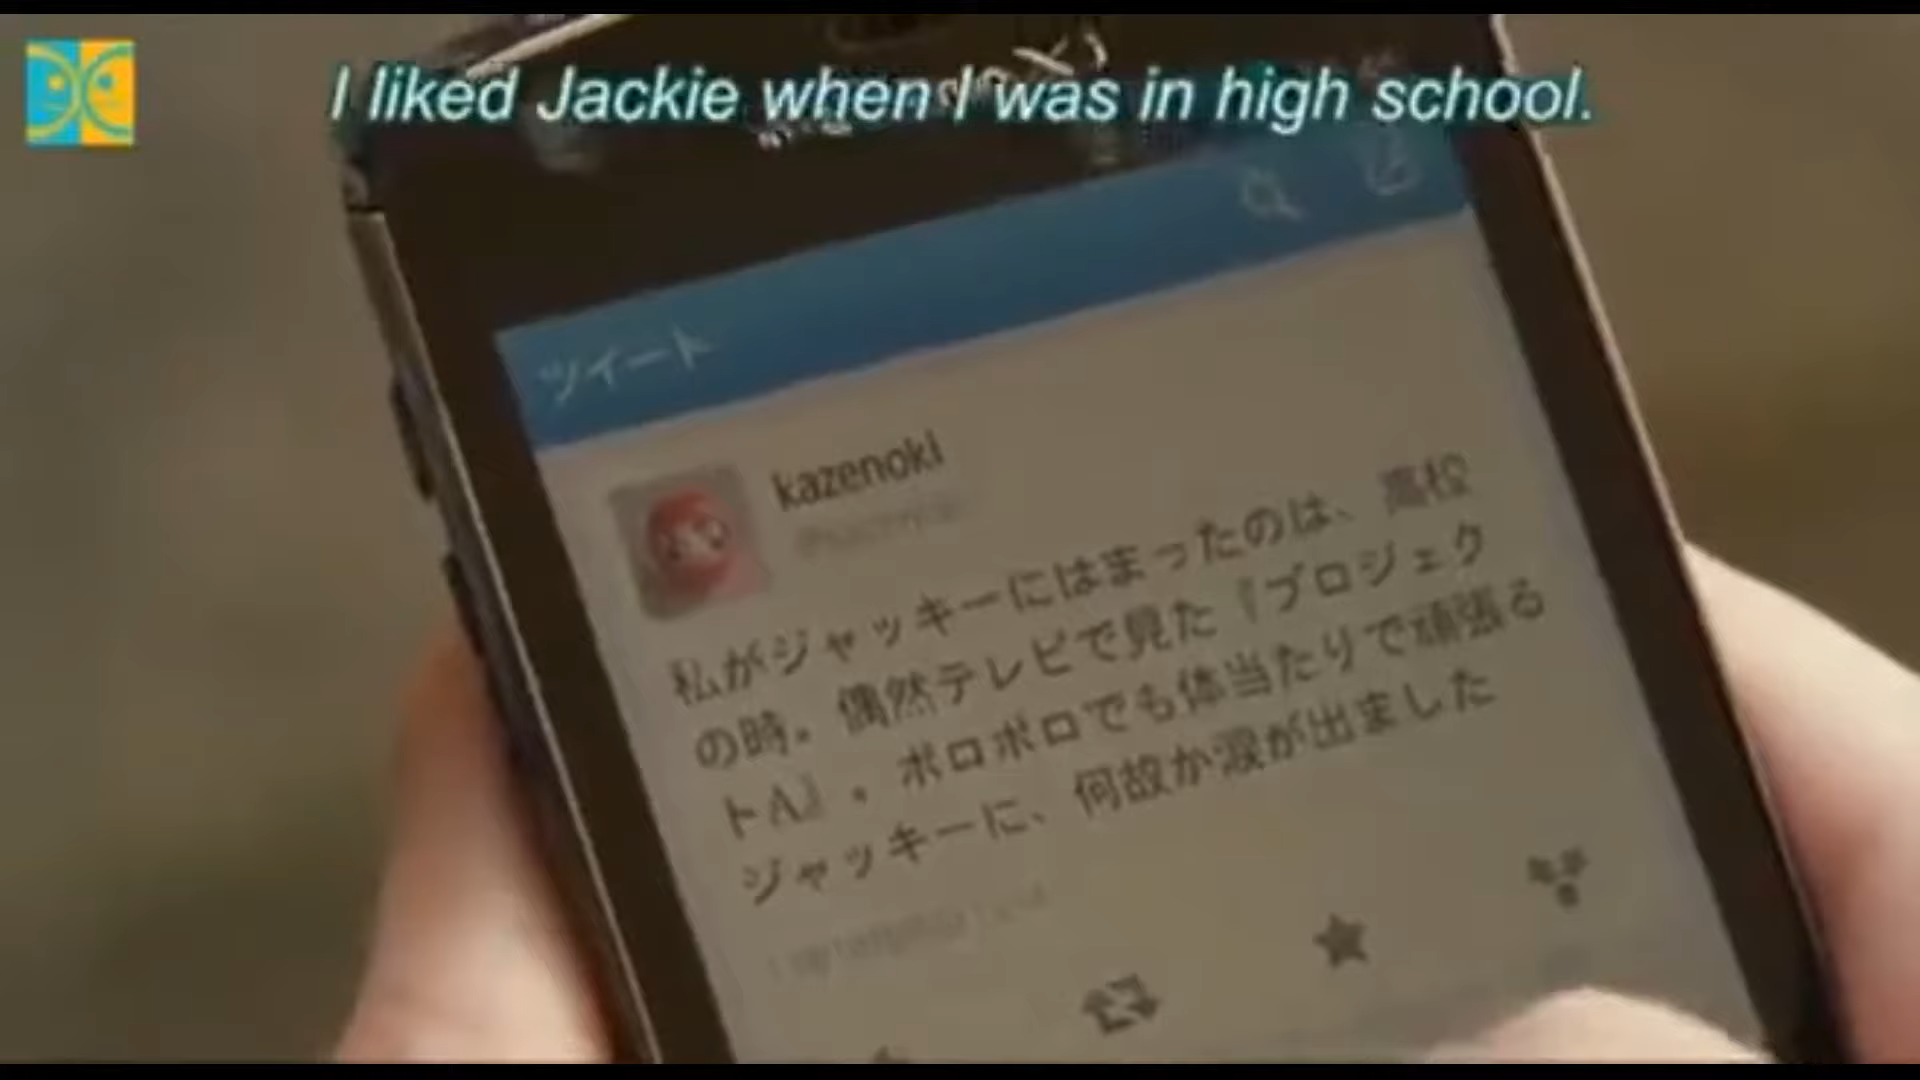 I liked Jackie when I was in high school.
ツイート
kazenoki
私がジャッキーにはまったのは、高校
の時。偶然テレビで見た『プロジェク
トA』。ボロボロでも体当たりで頑張る
ジャッキーに、何故か涙が出ました